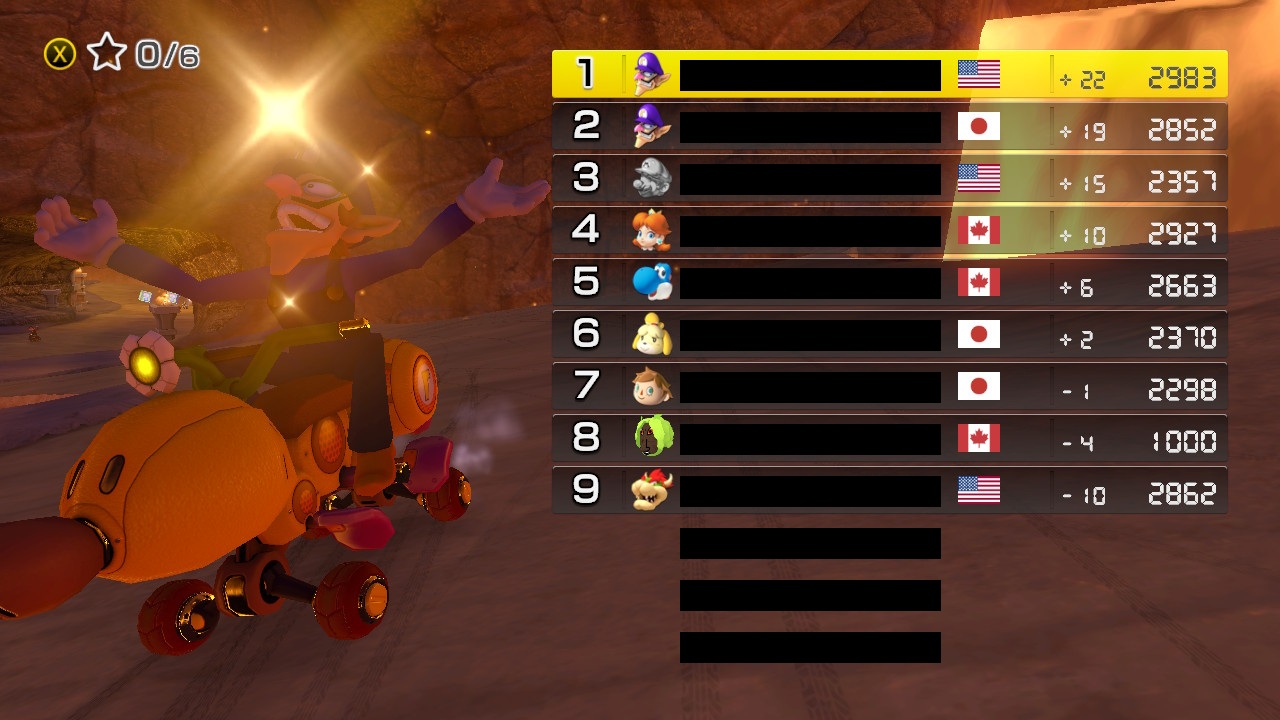 X 0/6
1 + 22 2983
2 + 19 2852
3 + 15 2357
4 + 10 2927
5 + 6 2663
6 + 2 2370
7 - 1 2298
8 - 4 1000
9 - 10 2862